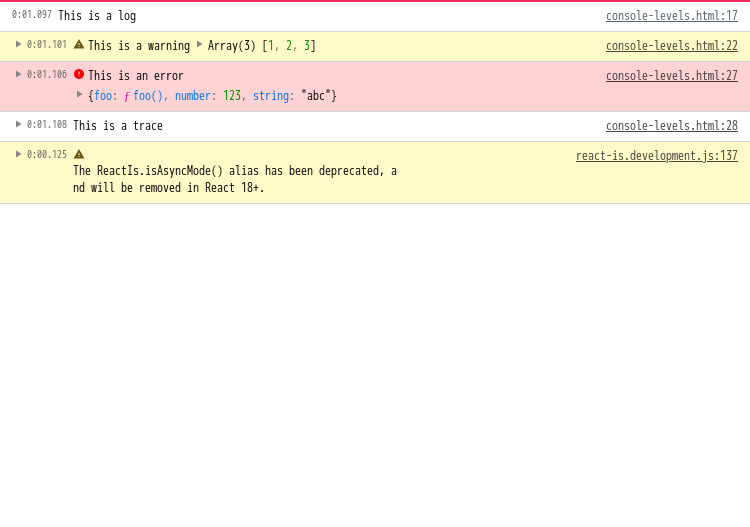 0:01.097 This is a log console-levels.html:17
0:01.101 This is a warning Array(3) [1, 2, 3] console-levels.html:22
0:01.106 This is an error console-levels.html:27
{foo: ƒ foo(), number: 123, string: "abc"}
0:01.108 This is a trace console-levels.html:28
0:00.125 react-is.development.js:137
The ReactIs.isAsyncMode() alias has been deprecated, a
nd will be removed in React 18+.